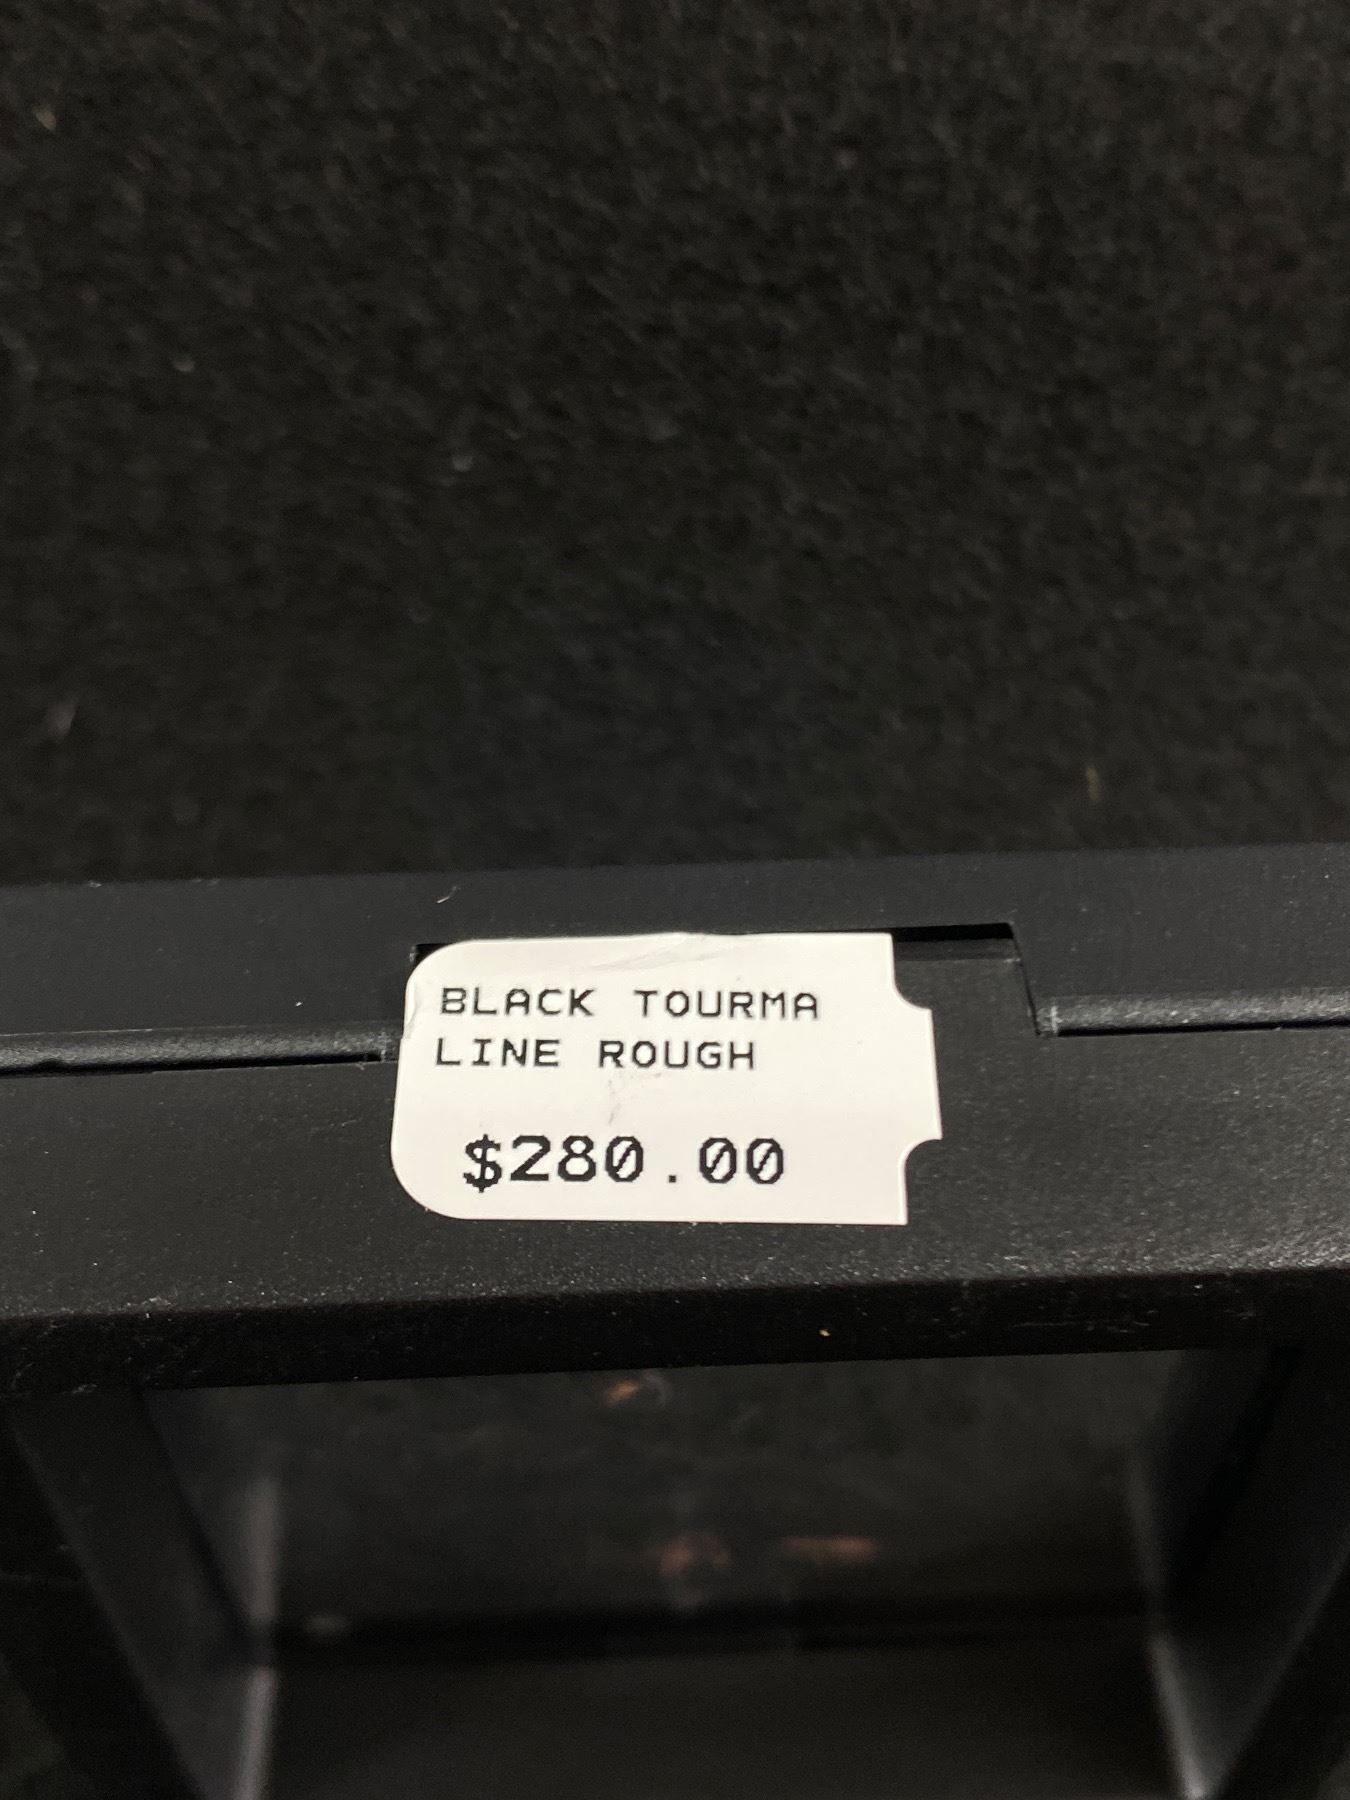 BLACK TOURMA
LINE ROUGH
$280.00